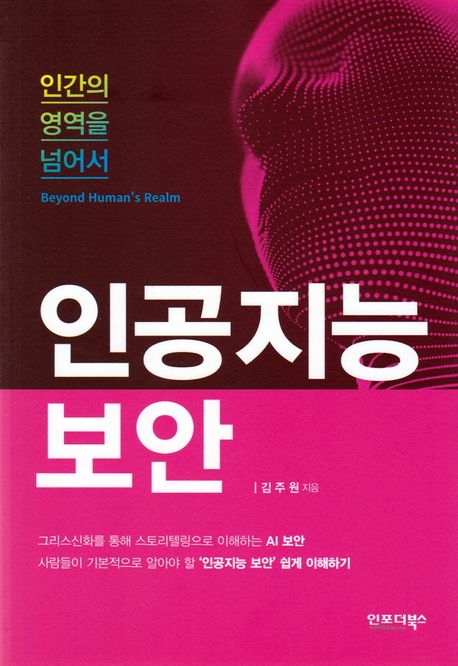 인간의
영역을
넘어서
Beyond Human's Realm
인공지능
보안
김주원 지음
그리스신화를 통해 스토리텔링으로 이해하는 AI 보안
사람들이 기본적으로 알아야 할 '인공지능 보안' 쉽게 이해하기
인포더북스